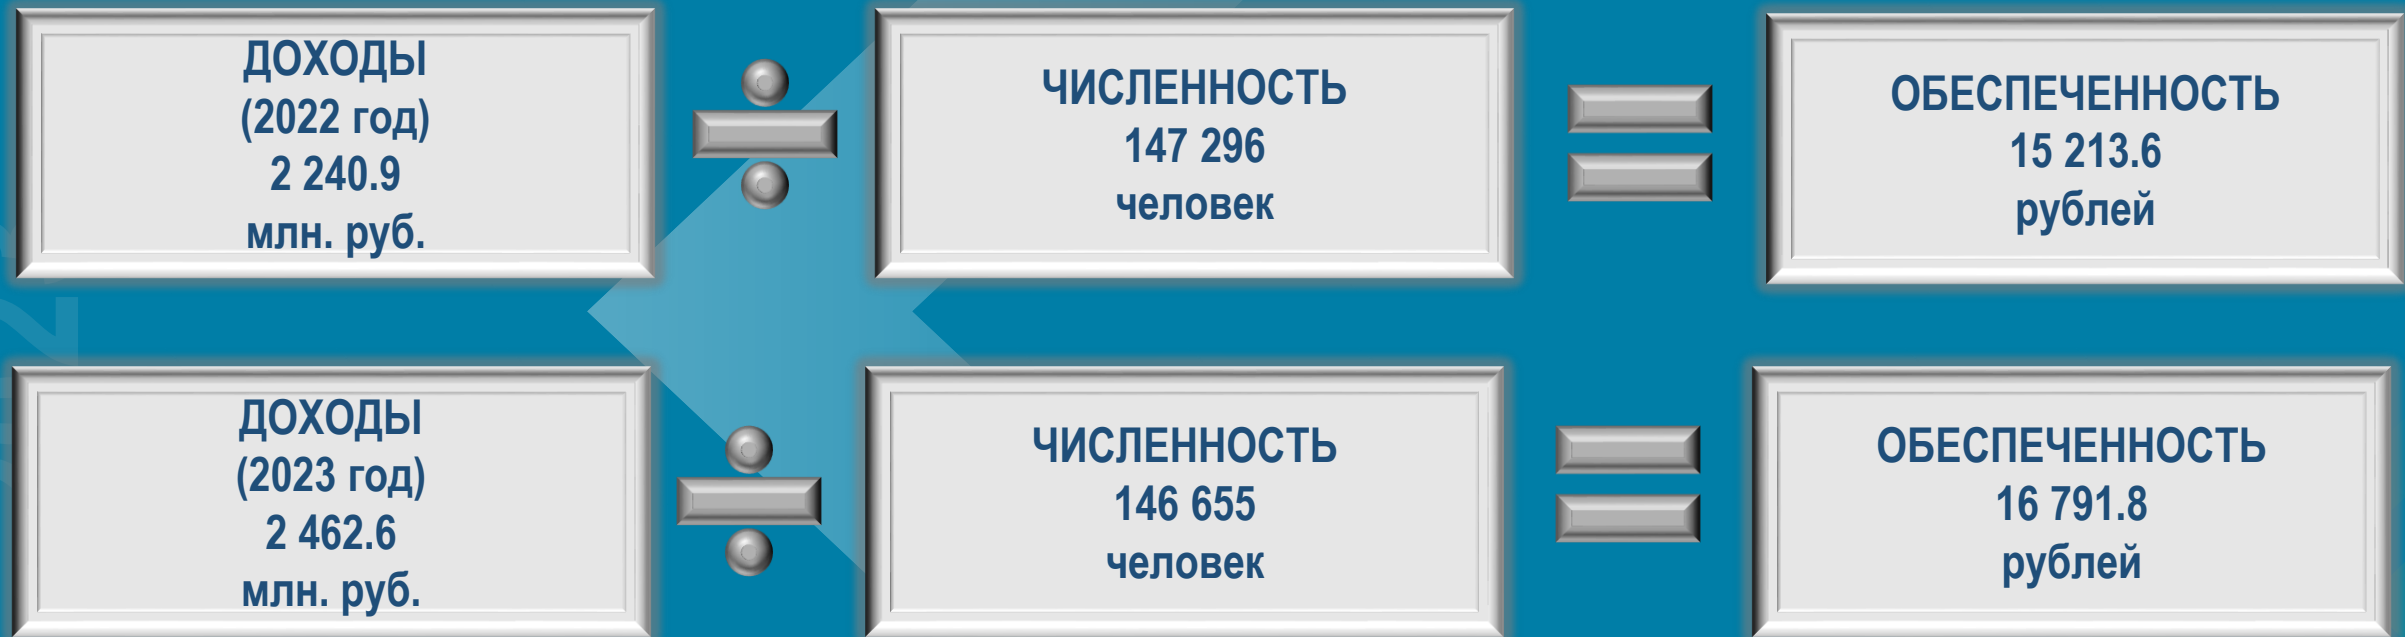 ДОХОДЫ
(2022 год)
2 240.9
млн. руб.
ЧИСЛЕННОСТЬ
147 296
человек
ОБЕСПЕЧЕННОСТЬ
15 213.6
рублей
ДОХОДЫ
(2023 год)
2 462.6
млн. руб.
ЧИСЛЕННОСТЬ
146 655
человек
ОБЕСПЕЧЕННОСТЬ
16 791.8
рублей